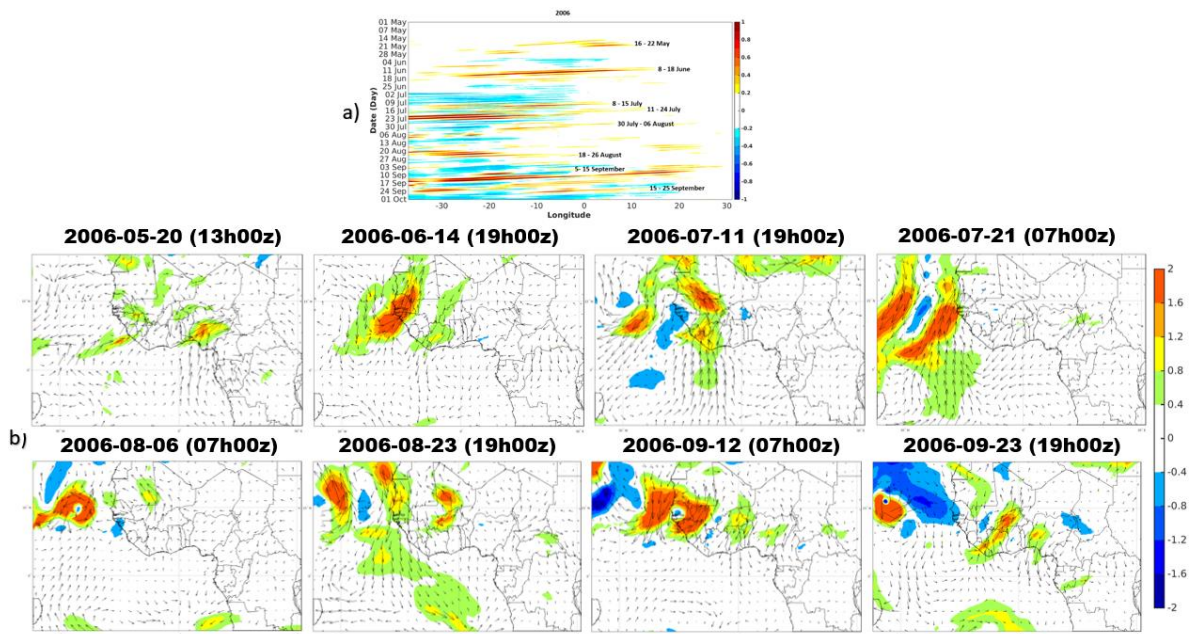 2006
a)
Date (Day)
01 May
07 May
14 May
21 May
28 May
04 Jun
11 Jun
18 Jun
25 Jun
02 Jul
09 Jul
16 Jul
23 Jul
30 Jul
06 Aug
13 Aug
20 Aug
27 Aug
03 Sep
10 Sep
17 Sep
24 Sep
01 Oct
16 - 22 May
8 - 18 June
8 - 15 July
11 - 24 July
30 July - 06 August
18 - 26 August
5- 15 September
15 - 25 September
-30 -20 -10 0 10 20 30
Longitude
1
0.8
0.6
0.4
0.2
0
-0.2
-0.4
-0.6
-0.8
-1
2006-05-20 (13h00z) 2006-06-14 (19h00z) 2006-07-11 (19h00z) 2006-07-21 (07h00z)
b)
2006-08-06 (07h00z) 2006-08-23 (19h00z) 2006-09-12 (07h00z) 2006-09-23 (19h00z)
2
1.6
1.2
0.8
0.4
0
-0.4
-0.8
-1.2
-1.6
-2